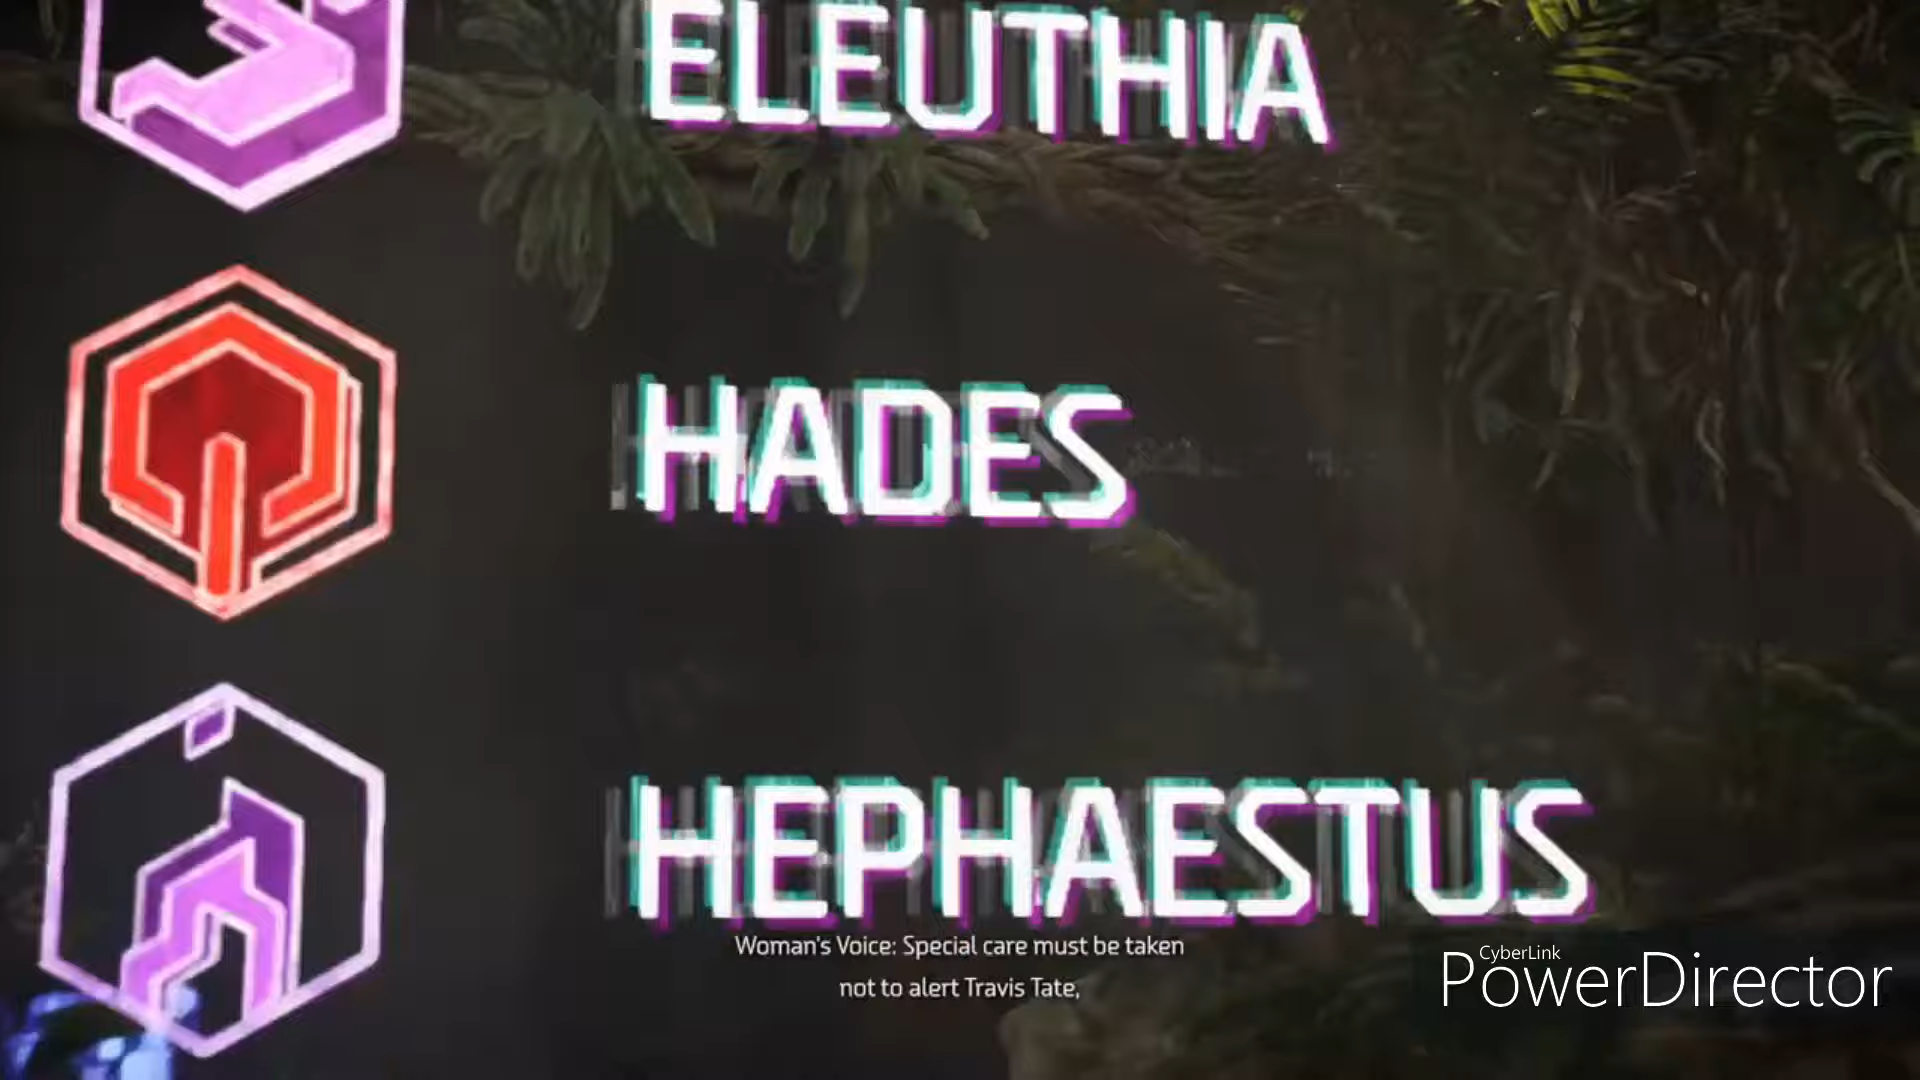 ELEUTHIA
HADES
HEPHAESTUS
Woman's Voice: Special care must be taken
not to alert Travis Tate,
CyberLink
PowerDirector